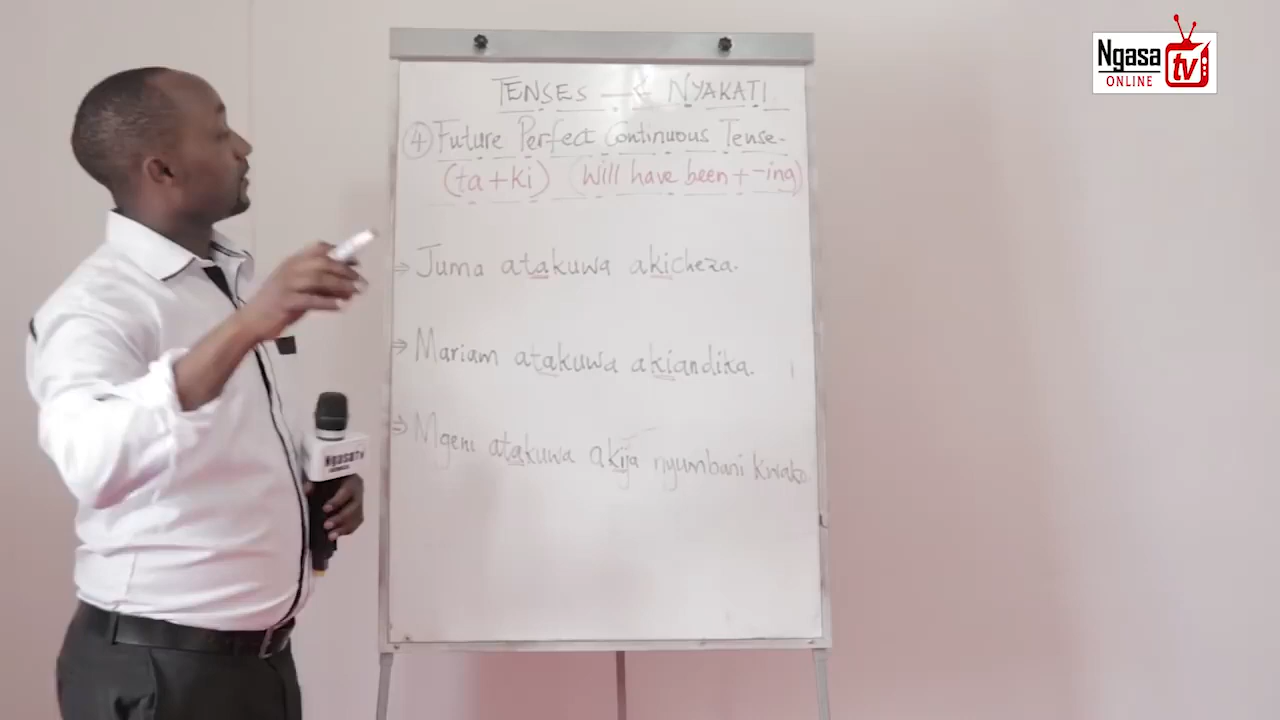 TENSES — < NYAKATI
④ Future Perfect Continuous Tense-
(ta+ki) (Will have been + -ing)
⇒ Juma atakuwa akicheza.
⇒ Mariam atakuwa akiandika.
⇒ Mgeni atakuwa akija nyumbani kwako
NgasaTV
Ngasa tv
ONLINE